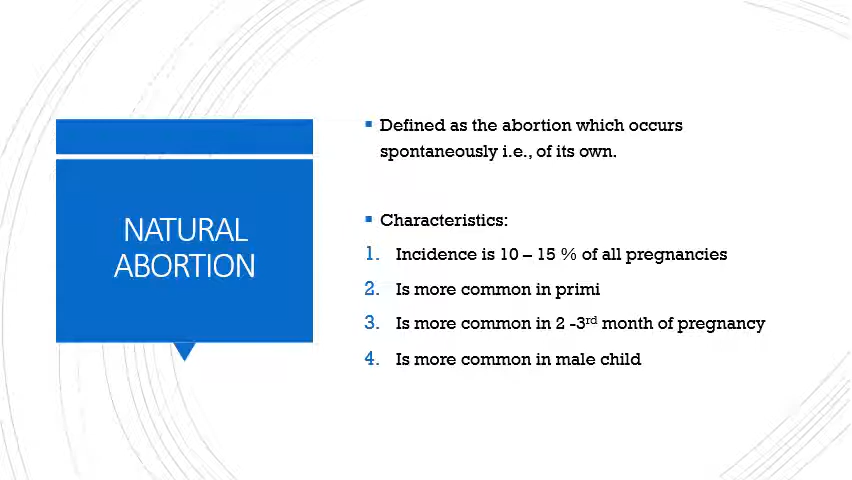 NATURAL
ABORTION
▪ Defined as the abortion which occurs
spontaneously i.e., of its own.
▪ Characteristics:
1. Incidence is 10 – 15 % of all pregnancies
2. Is more common in primi
3. Is more common in 2 -3rd month of pregnancy
4. Is more common in male child